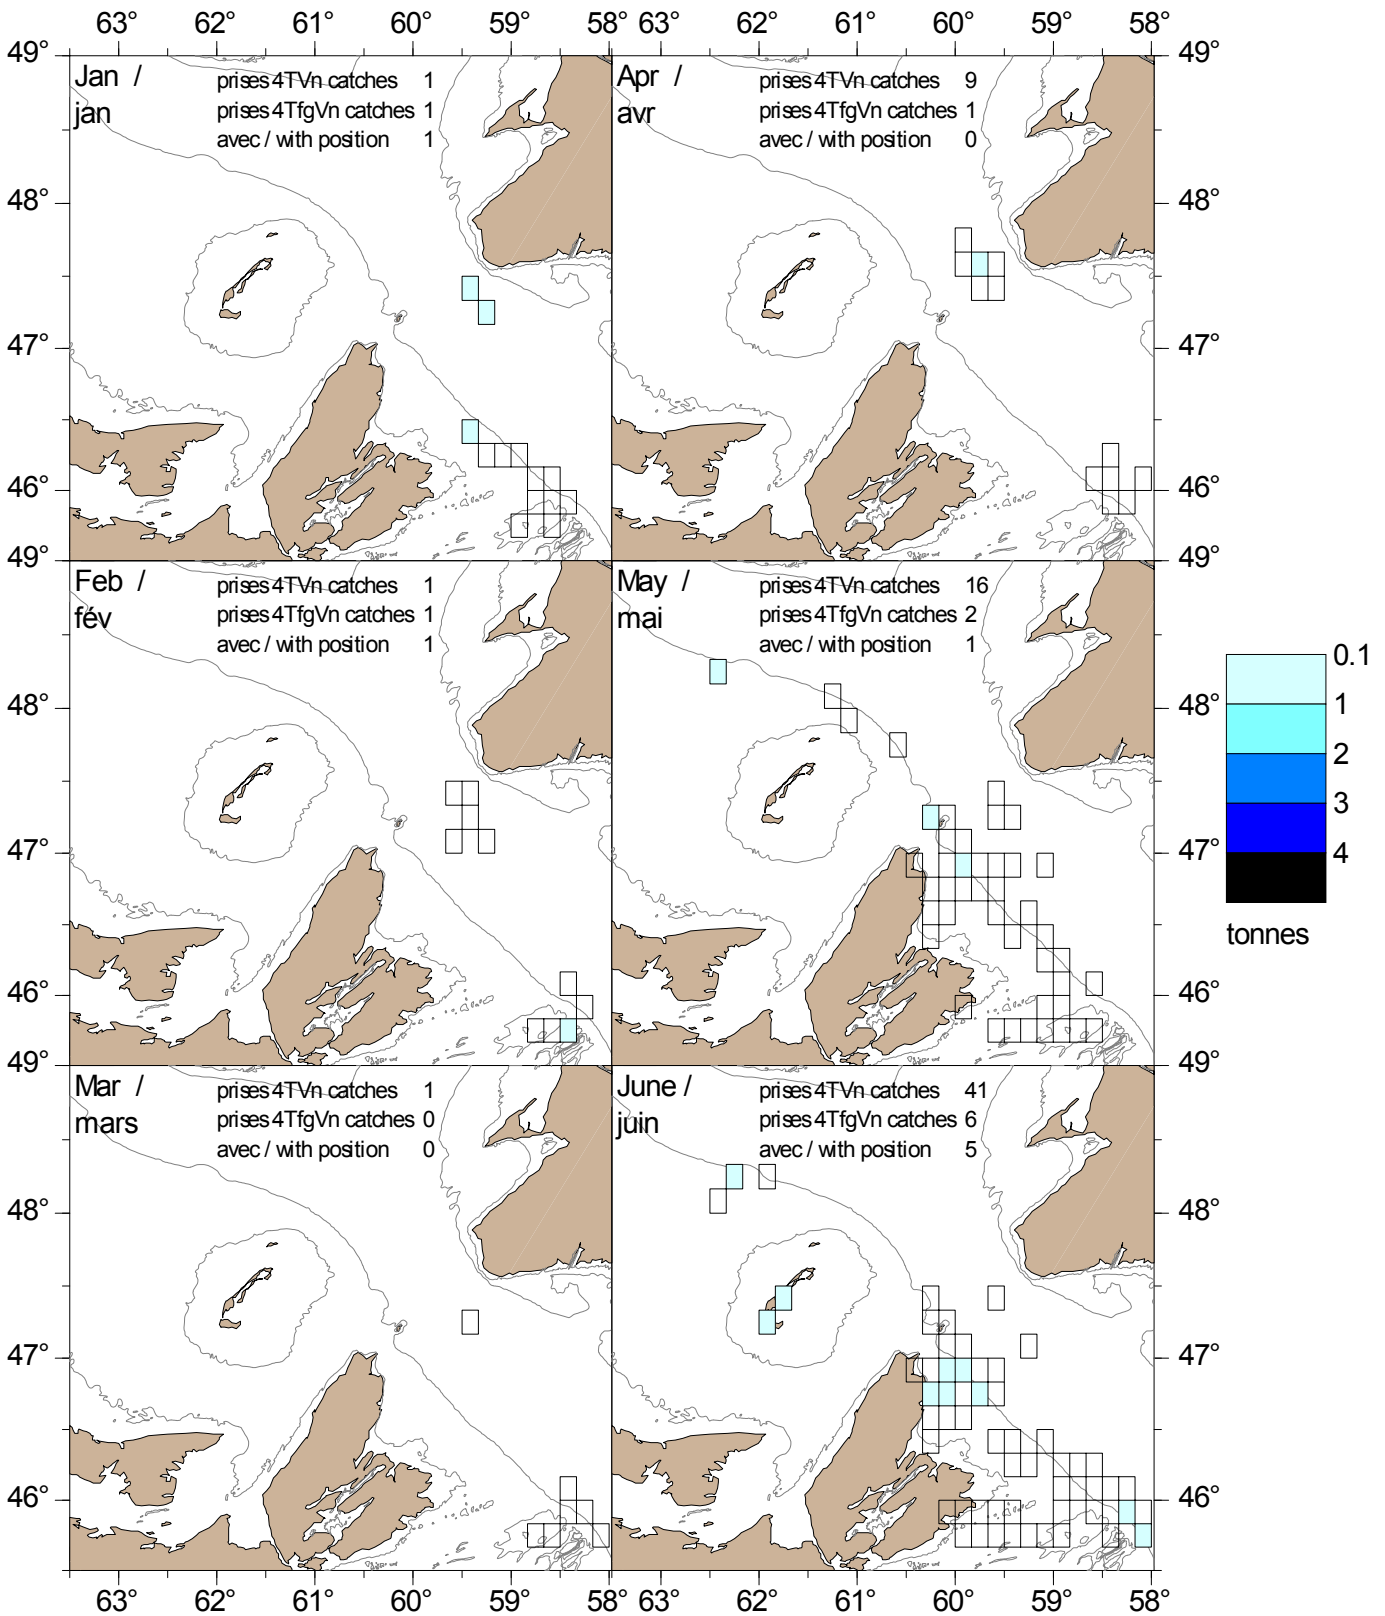 63° 62° 61° 60° 59° 58° 63° 62° 61° 60° 59° 58°
49° 49°
Jan /
jan
prises 4TVn catches 1
prises 4TfgVn catches 1
avec / with position 1
Apr /
avr
prises 4TVn catches 9
prises 4TfgVn catches 1
avec / with position 0
48° 48°
47° 47°
46° 46°
49° 49°
Feb /
fév
prises 4TVn catches 1
prises 4TfgVn catches 1
avec / with position 1
May /
mai
prises 4TVn catches 16
prises 4TfgVn catches 2
avec / with position 1
48° 48°
47° 47°
46° 46°
49° 49°
Mar /
mars
prises 4TVn catches 1
prises 4TfgVn catches 0
avec / with position 0
June /
juin
prises 4TVn catches 41
prises 4TfgVn catches 6
avec / with position 5
48° 48°
47° 47°
46° 46°
63° 62° 61° 60° 59° 63° 62° 61° 60° 59° 58°
0.1
1
2
3
4
tonnes